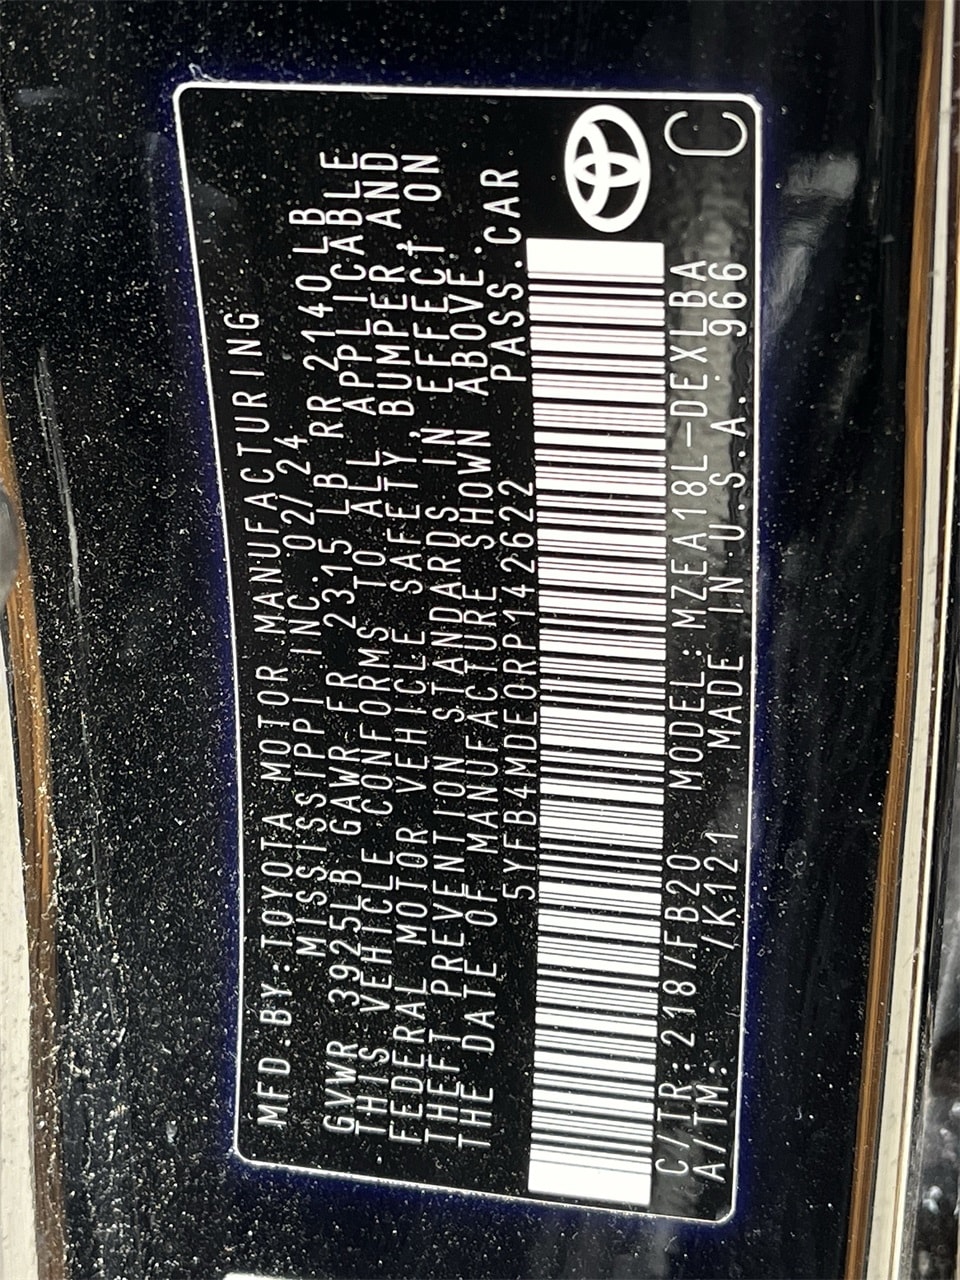 MFD.BY:TOYOTA MOTOR MANUFACTURING
MISSISSIPPI INC. 02/24
GVWR 3925LB GAWR FR 2315 LB RR 2140 LB
THIS VEHICLE CONFORMS TO ALL APPLICABLE
FEDERAL MOTOR VEHICLE SAFETY, BUMPER, AND
THEFT PREVENTION STANDARDS IN EFFECT ON
THE DATE OF MANUFACTURE SHOWN ABOVE.
5YFB4MDE0RP142622 PASS.CAR
C/TR:218/FB20 MODEL:MZEA18L-DEXLBA
A/TM: /K121 MADE IN U.S.A. 966
C